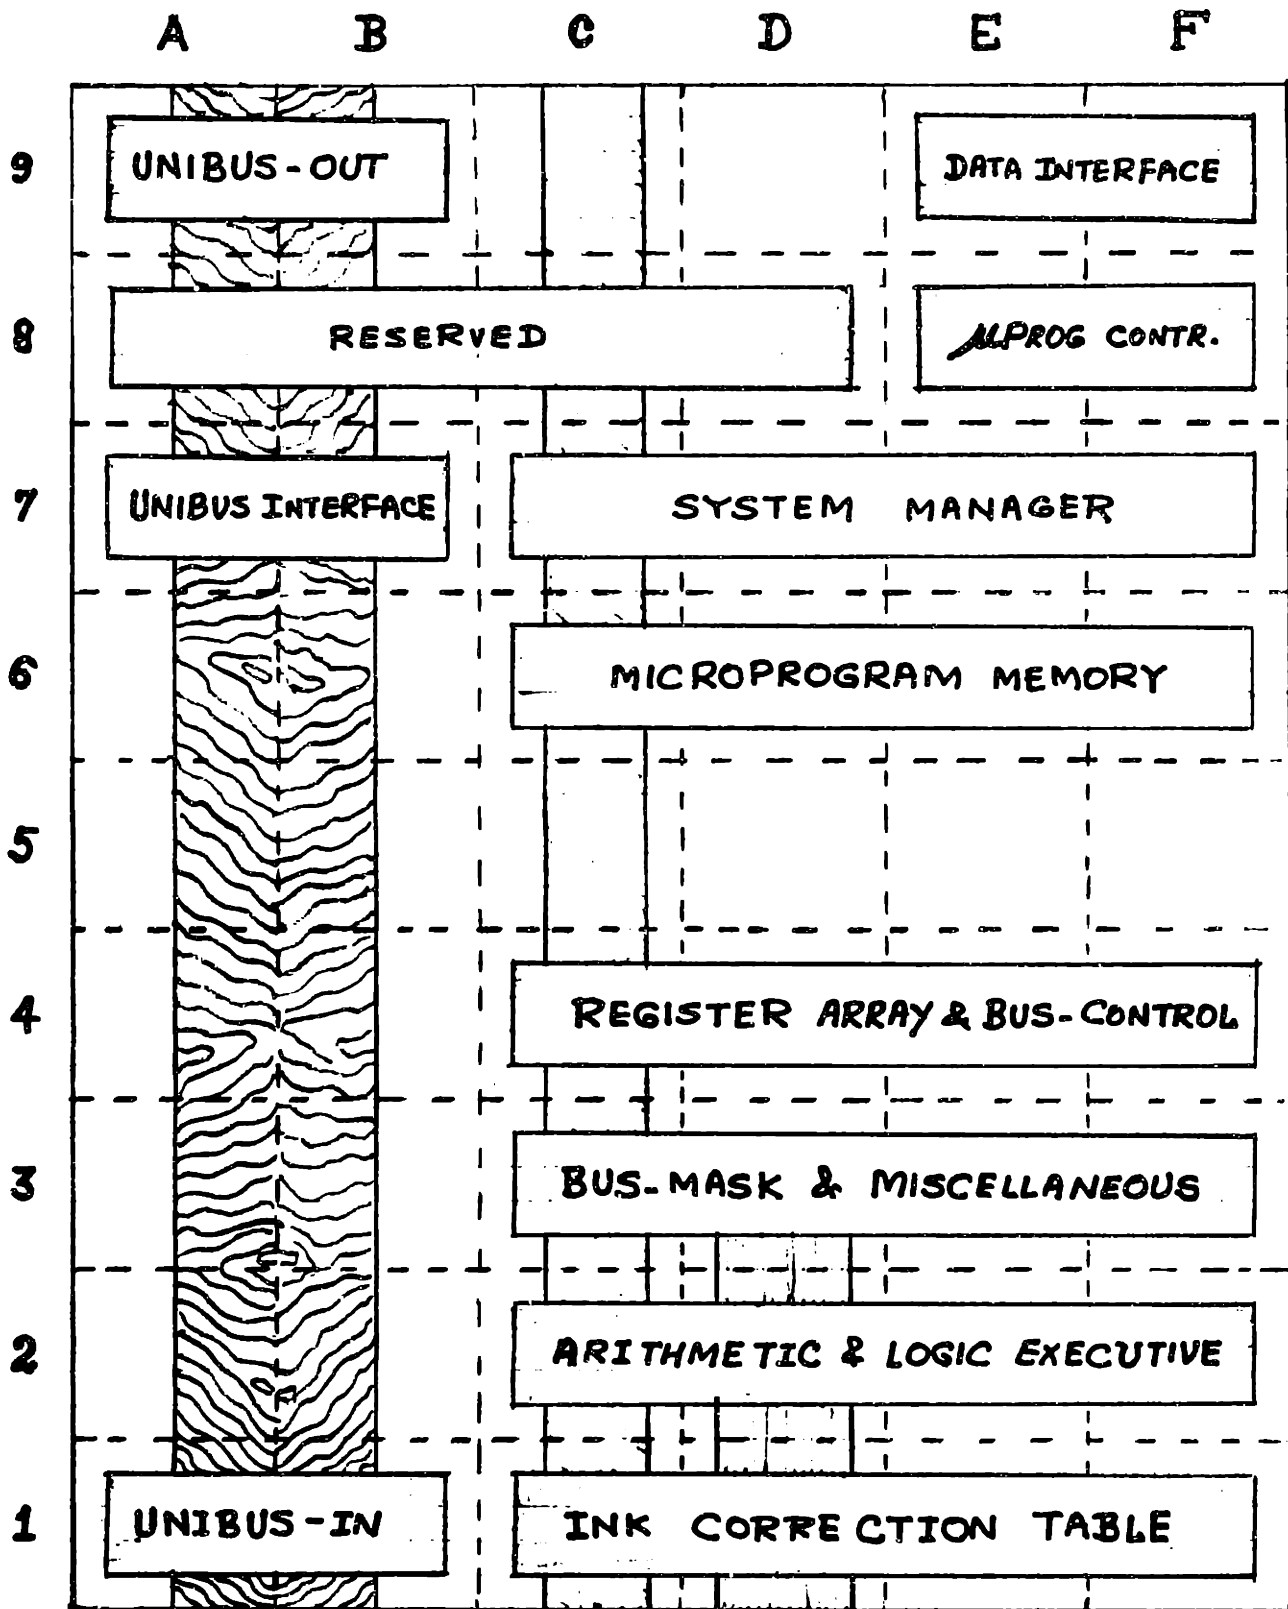 A B C D E F
9 UNIBUS-OUT DATA INTERFACE
8 RESERVED µPROG CONTR.
7 UNIBUS INTERFACE SYSTEM MANAGER
6 MICROPROGRAM MEMORY
5
4 REGISTER ARRAY & BUS-CONTROL
3 BUS-MASK & MISCELLANEOUS
2 ARITHMETIC & LOGIC EXECUTIVE
1 UNIBUS-IN INK CORRECTION TABLE